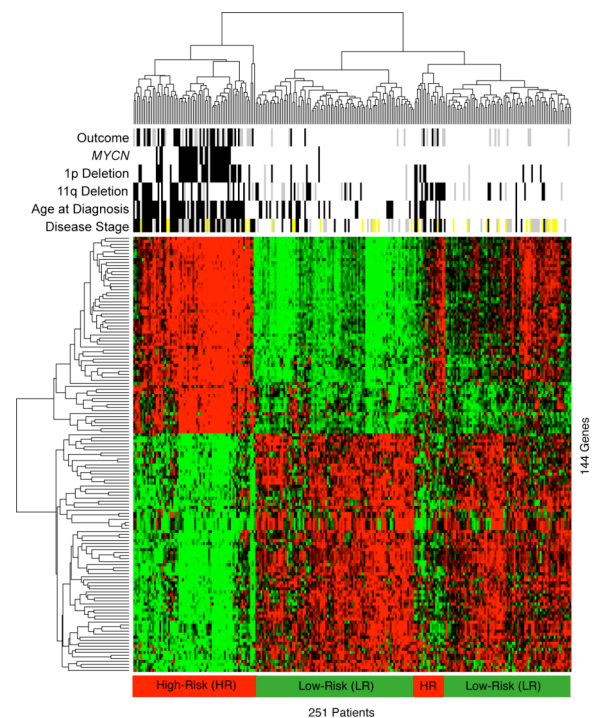 Outcome
MYCN
1p Deletion
11q Deletion
Age at Diagnosis
Disease Stage
144 Genes
High-Risk (HR) Low-Risk (LR) HR Low-Risk (LR)
251 Patients